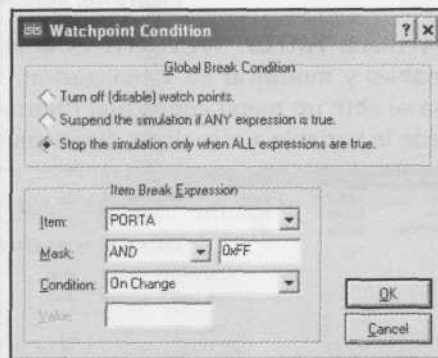 ISIS Watchpoint Condition ? ×
Global Break Condition
Turn off (disable) watch points.
Suspend the simulation if ANY expression is true.
Stop the simulation only when ALL expressions are true.
Item Break Expression
Item: PORTA
Mask: AND 0xFF
Condition: On Change
Value:
OK
Cancel